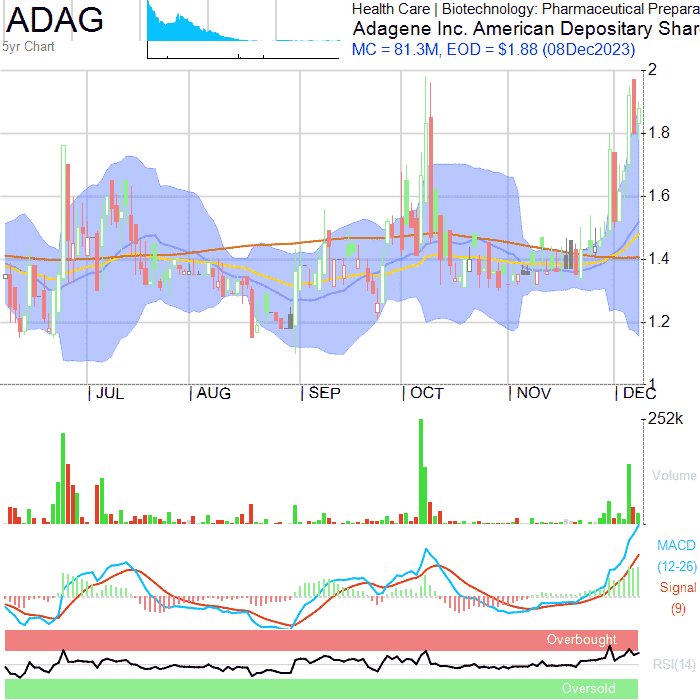 ADAG
5yr Chart
Health Care | Biotechnology: Pharmaceutical Prepara
Adagene Inc. American Depositary Shar
MC = 81.3M, EOD = $1.88 (08Dec2023)
2
1.8
1.6
1.4
1.2
1
JUL AUG SEP OCT NOV DEC
252k
Volume
MACD
(12-26)
Signal
(9)
Overbought
RSI(14)
Oversold